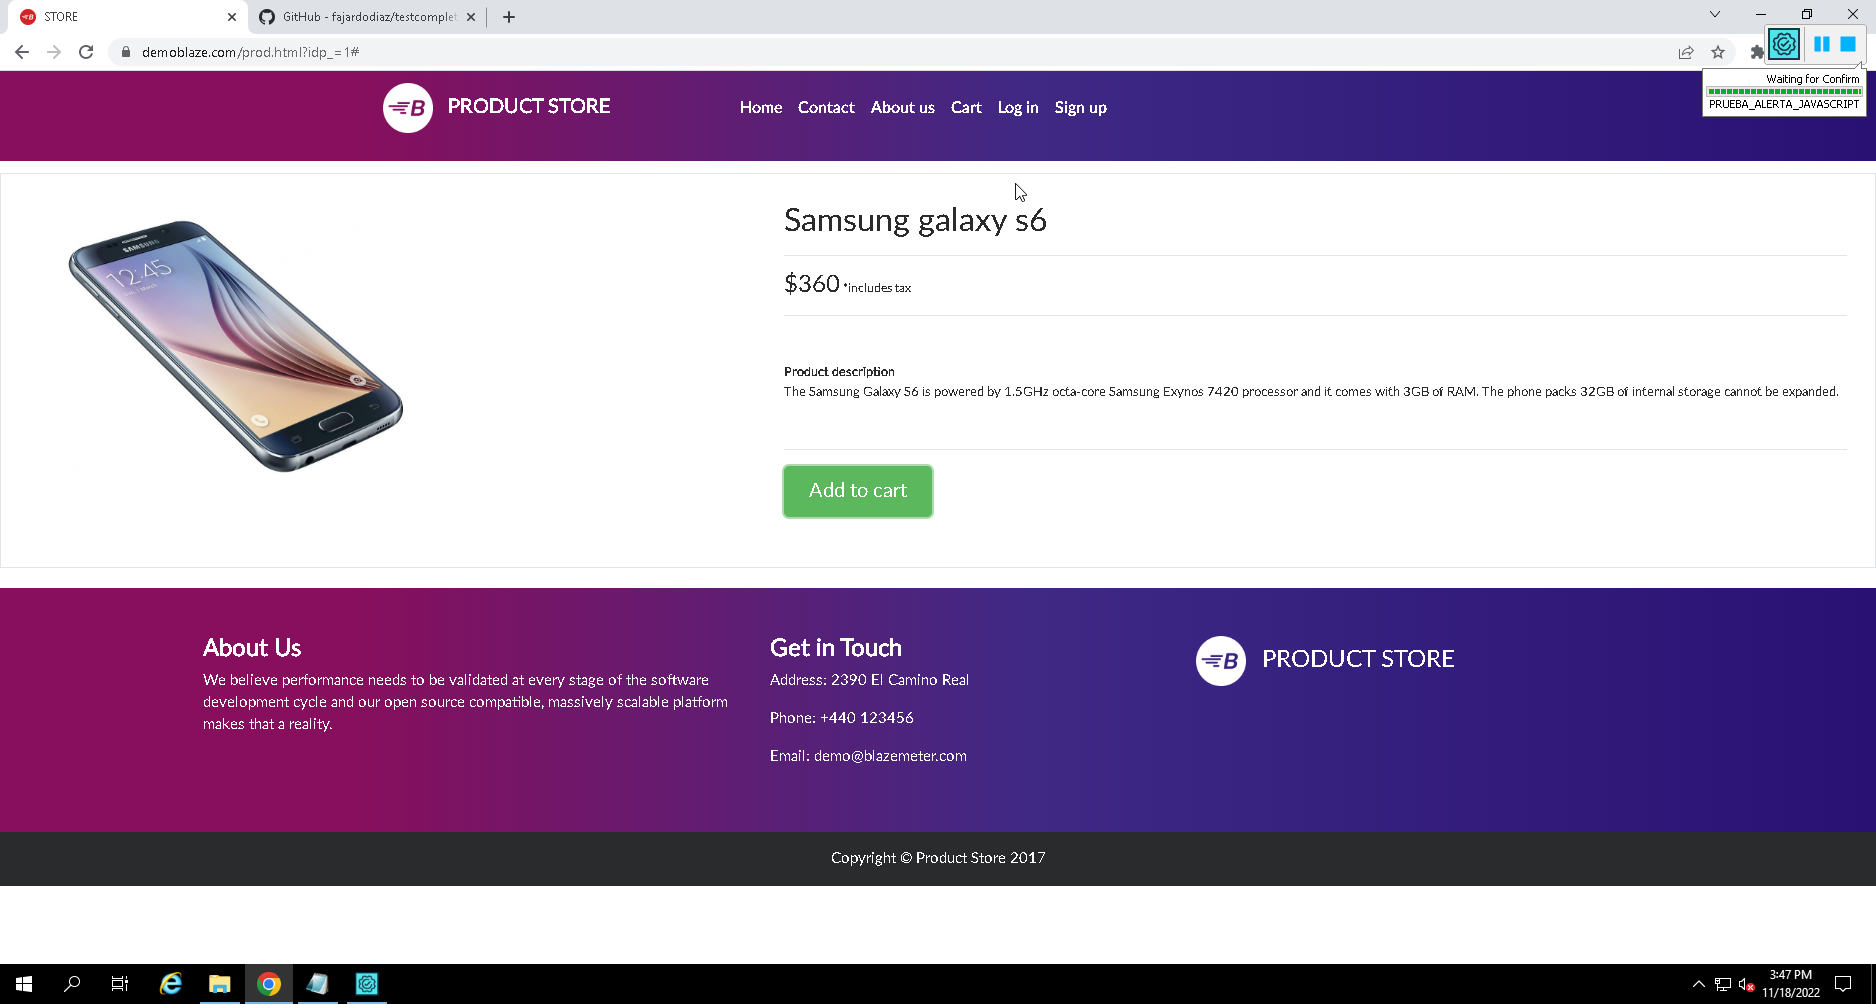 STORE
GitHub - fajardodiaz/testcomplet
demoblaze.com/prod.html?idp_=1#
Waiting for Confirm
PRUEBA_ALERTA_JAVASCRIPT
B PRODUCT STORE
Home Contact About us Cart Log in Sign up
SAMSUNG
12:45
Samsung galaxy s6
$360 *includes tax
Product description
The Samsung Galaxy S6 is powered by 1.5GHz octa-core Samsung Exynos 7420 processor and it comes with 3GB of RAM. The phone packs 32GB of internal storage cannot be expanded.
Add to cart
About Us
We believe performance needs to be validated at every stage of the software
development cycle and our open source compatible, massively scalable platform
makes that a reality.
Get in Touch
Address: 2390 El Camino Real
Phone: +440 123456
Email: demo@blazemeter.com
B PRODUCT STORE
Copyright © Product Store 2017
3:47 PM
11/18/2022